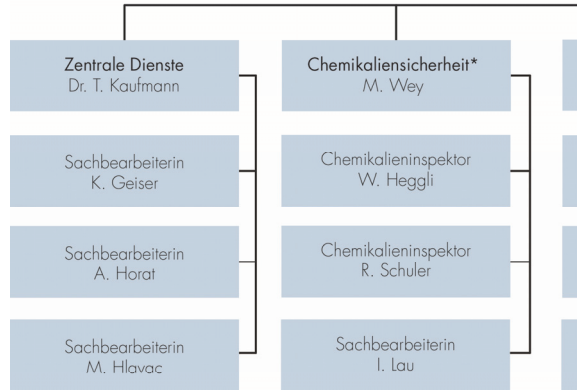 Zentrale Dienste
Dr. T. Kaufmann
Sachbearbeiterin
K. Geiser
Sachbearbeiterin
A. Horat
Sachbearbeiterin
M. Hlavac
Chemikaliensicherheit*
M. Wey
Chemikalieninspektor
W. Heggli
Chemikalieninspektor
R. Schuler
Sachbearbeiterin
I. Lau